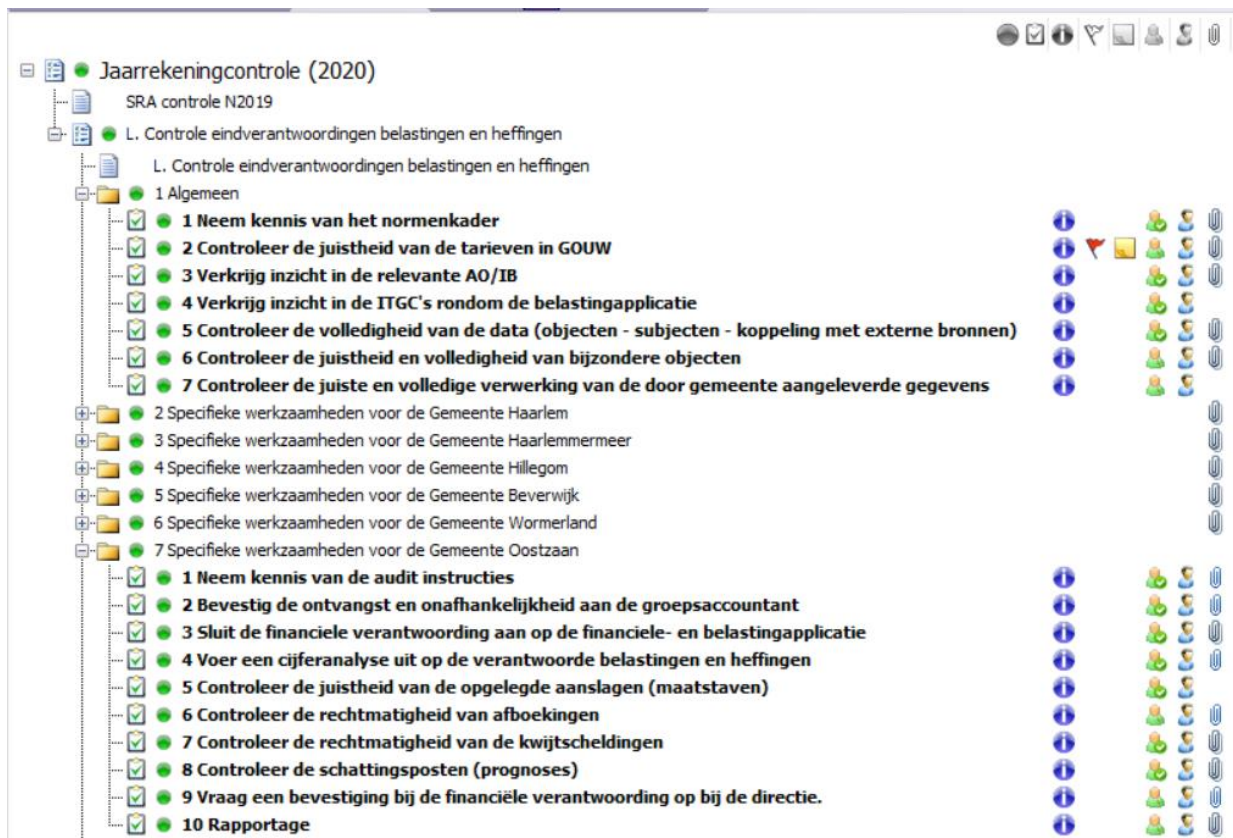 Jaarrekeningcontrole (2020)
SRA controle N2019
L. Controle eindverantwoordingen belastingen en heffingen
L. Controle eindverantwoordingen belastingen en heffingen
1 Algemeen
1 Neem kennis van het normenkader
2 Controleer de juistheid van de tarieven in GOUW
3 Verkrijg inzicht in de relevante AO/IB
4 Verkrijg inzicht in de ITGC's rondom de belastingapplicatie
5 Controleer de volledigheid van de data (objecten - subjecten - koppeling met externe bronnen)
6 Controleer de juistheid en volledigheid van bijzondere objecten
7 Controleer de juiste en volledige verwerking van de door gemeente aangeleverde gegevens
2 Specifieke werkzaamheden voor de Gemeente Haarlem
3 Specifieke werkzaamheden voor de Gemeente Haarlemmermeer
4 Specifieke werkzaamheden voor de Gemeente Hillegom
5 Specifieke werkzaamheden voor de Gemeente Beverwijk
6 Specifieke werkzaamheden voor de Gemeente Wormerland
7 Specifieke werkzaamheden voor de Gemeente Oostzaan
1 Neem kennis van de audit instructies
2 Bevestig de ontvangst en onafhankelijkheid aan de groepsaccountant
3 Sluit de financiele verantwoording aan op de financiele- en belastingapplicatie
4 Voer een cijferanalyse uit op de verantwoorde belastingen en heffingen
5 Controleer de juistheid van de opgelegde aanslagen (maatstaven)
6 Controleer de rechtmatigheid van afboekingen
7 Controleer de rechtmatigheid van de kwijtscheldingen
8 Controleer de schattingsposten (prognoses)
9 Vraag een bevestiging bij de financiële verantwoording op bij de directie.
10 Rapportage